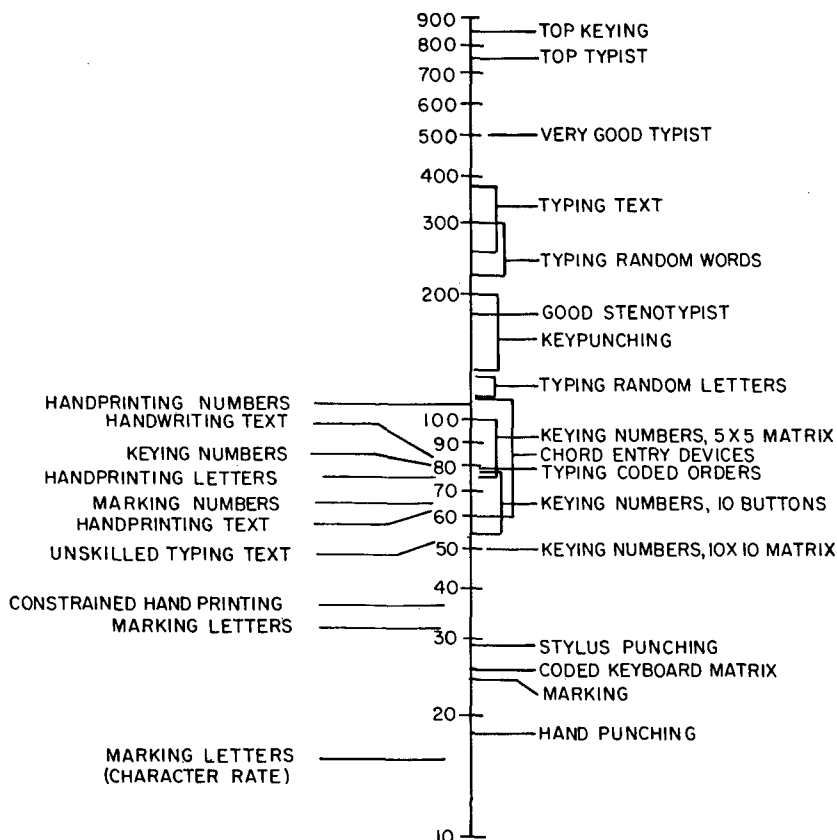 900
TOP KEYING
800
TOP TYPIST
700
600
500
VERY GOOD TYPIST
400
TYPING TEXT
300
TYPING RANDOM WORDS
200
GOOD STENOTYPIST
KEYPUNCHING
TYPING RANDOM LETTERS
HANDPRINTING NUMBERS
HANDWRITING TEXT
100
KEYING NUMBERS, 5X5 MATRIX
90
KEYING NUMBERS
CHORD ENTRY DEVICES
80
TYPING CODED ORDERS
HANDPRINTING LETTERS
70
MARKING NUMBERS
KEYING NUMBERS, 10 BUTTONS
60
HANDPRINTING TEXT
UNSKILLED TYPING TEXT
50
KEYING NUMBERS, 10X10 MATRIX
40
CONSTRAINED HAND PRINTING
MARKING LETTERS
30
STYLUS PUNCHING
CODED KEYBOARD MATRIX
MARKING
20
HAND PUNCHING
MARKING LETTERS
(CHARACTER RATE)
10